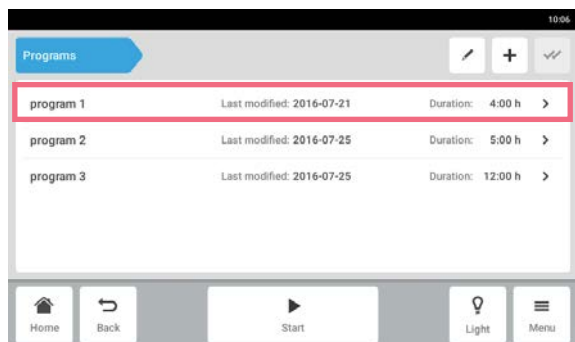 10:06
Programs
program 1 Last modified: 2016-07-21 Duration: 4:00 h
program 2 Last modified: 2016-07-25 Duration: 5:00 h
program 3 Last modified: 2016-07-25 Duration: 12:00 h
Home Back Start Light Menu